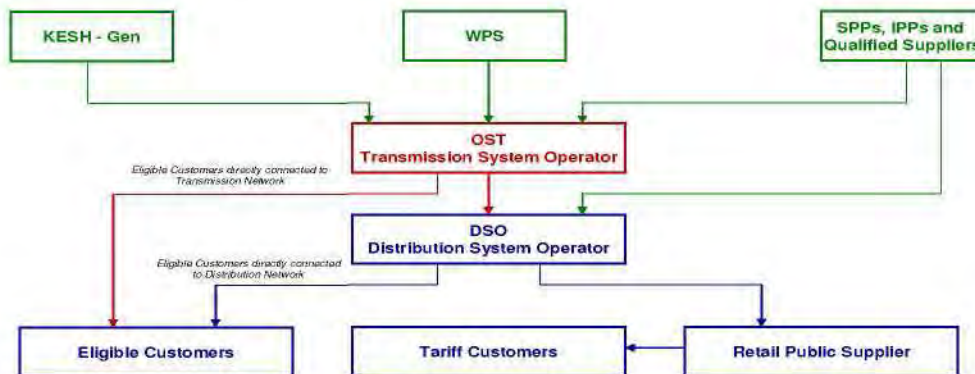 KESH - Gen
WPS
SPPs, IPPs and
Qualified Suppliers
OST
Transmission System Operator
Eligible Customers directly connected to
Transmission Network
DSO
Distribution System Operator
Eligible Customers directly connected
to Distribution Network
Eligible Customers
Tariff Customers
Retail Public Supplier